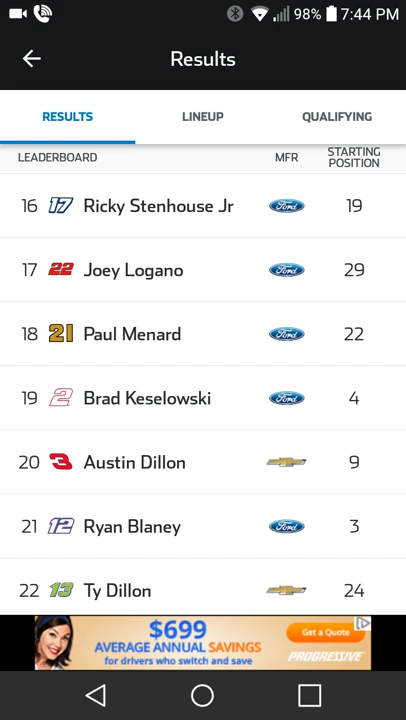 98% 7:44 PM
Results
RESULTS LINEUP QUALIFYING
LEADERBOARD MFR STARTING POSITION
16 17 Ricky Stenhouse Jr Ford 19
17 22 Joey Logano Ford 29
18 21 Paul Menard Ford 22
19 2 Brad Keselowski Ford 4
20 3 Austin Dillon 9
21 12 Ryan Blaney Ford 3
22 13 Ty Dillon 24
$699
AVERAGE ANNUAL SAVINGS
for drivers who switch and save
Get a Quote
PROGRESSIVE